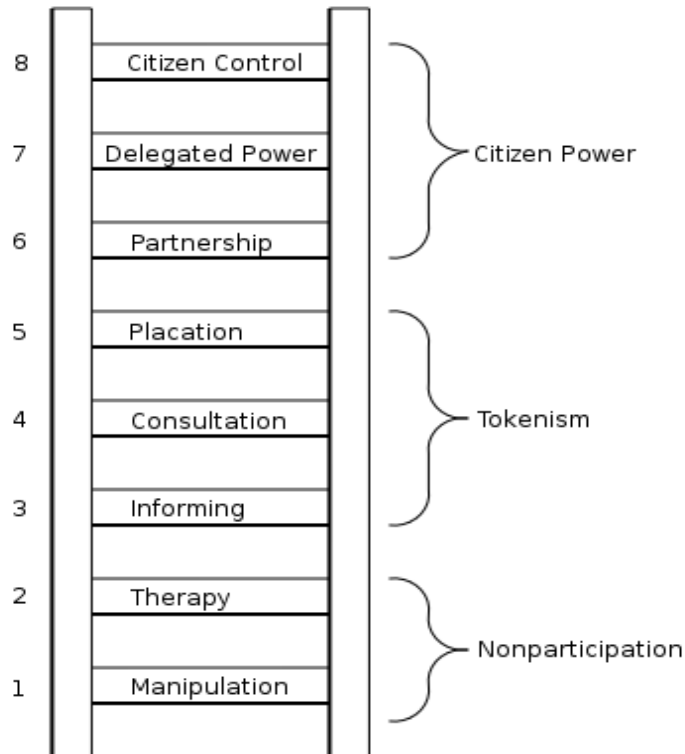 8 Citizen Control
7 Delegated Power
Citizen Power
6 Partnership
5 Placation
4 Consultation
Tokenism
3 Informing
2 Therapy
Nonparticipation
1 Manipulation